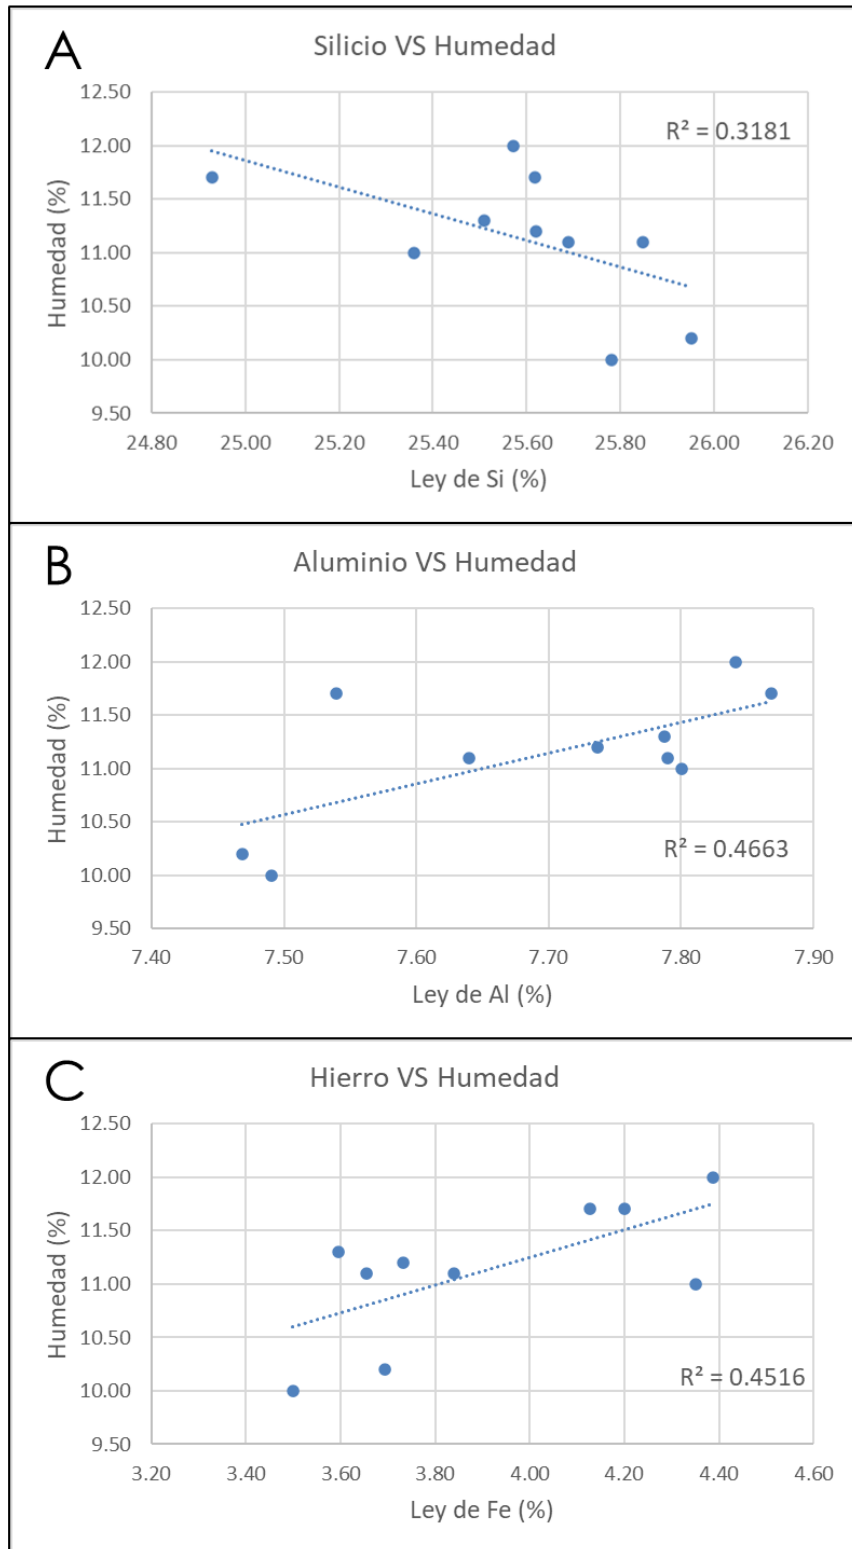 A
Silicio VS Humedad
12.50
R² = 0.3181
12.00
11.50
11.00
10.50
10.00
9.50
Humedad (%)
24.80 25.00 25.20 25.40 25.60 25.80 26.00 26.20
Ley de Si (%)
B
Aluminio VS Humedad
12.50
12.00
11.50
11.00
10.50
R² = 0.4663
10.00
9.50
Humedad (%)
7.40 7.50 7.60 7.70 7.80 7.90
Ley de Al (%)
C
Hierro VS Humedad
12.50
12.00
11.50
11.00
10.50
R² = 0.4516
10.00
9.50
Humedad (%)
3.20 3.40 3.60 3.80 4.00 4.20 4.40 4.60
Ley de Fe (%)